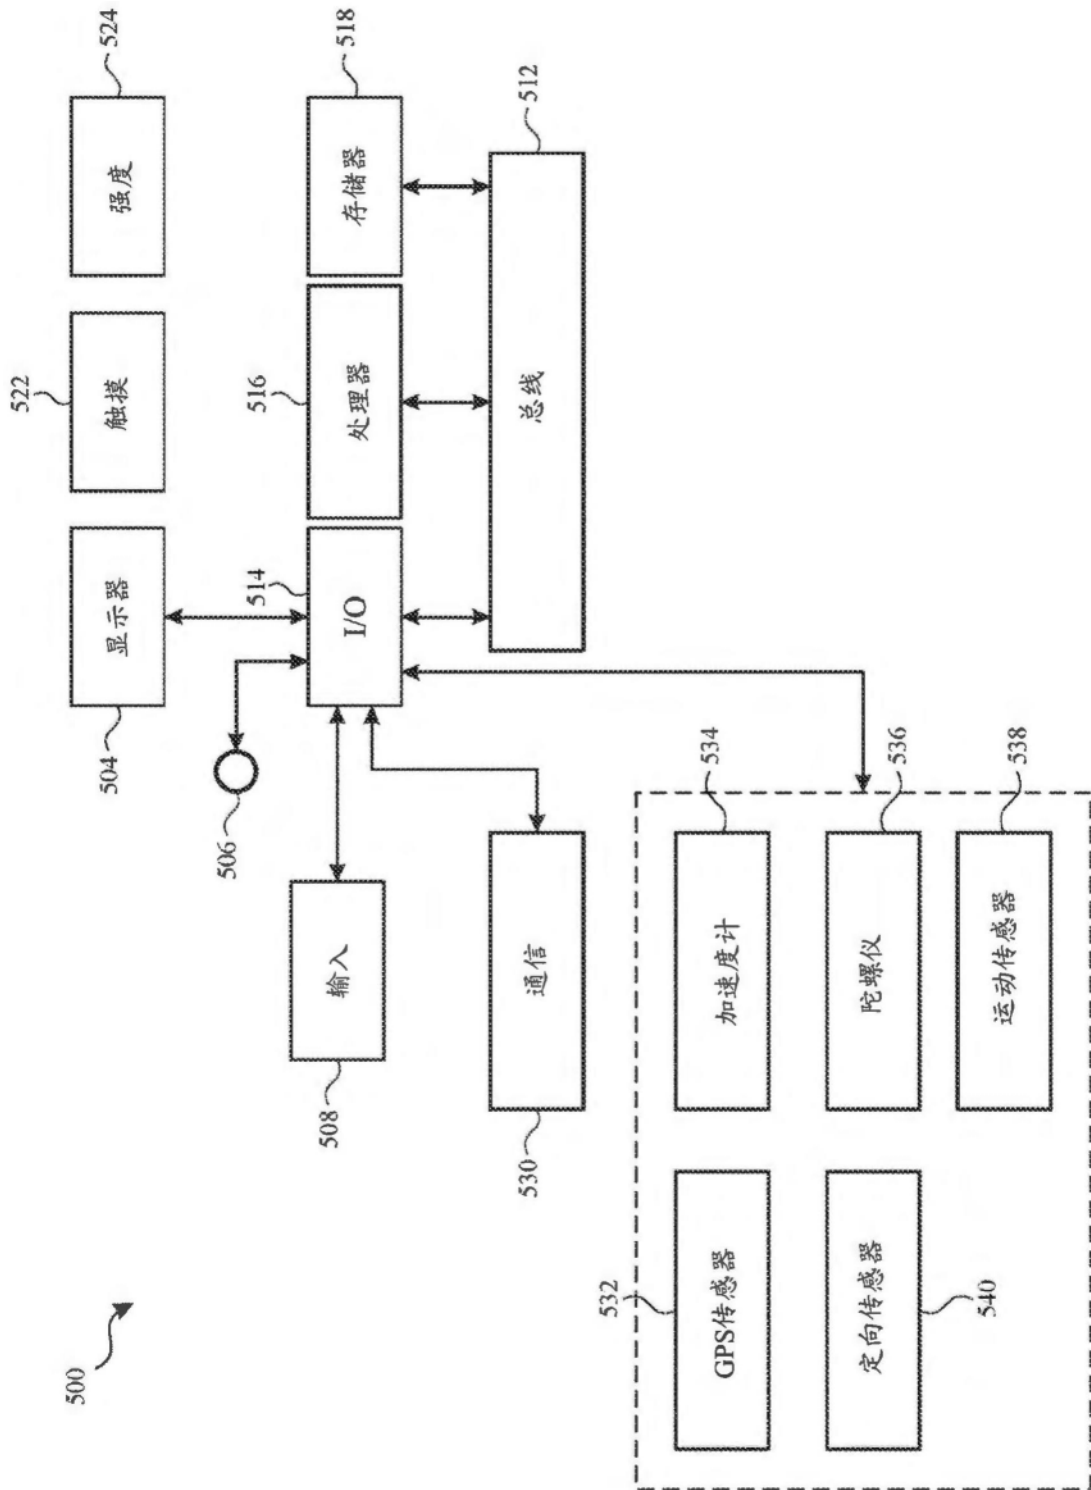 500
显示器
504
触摸
522
强度
524
506
输入
508
I/O
514
处理器
516
存储器
518
通信
530
总线
512
GPS传感器
532
加速度计
534
定向传感器
540
陀螺仪
536
运动传感器
538